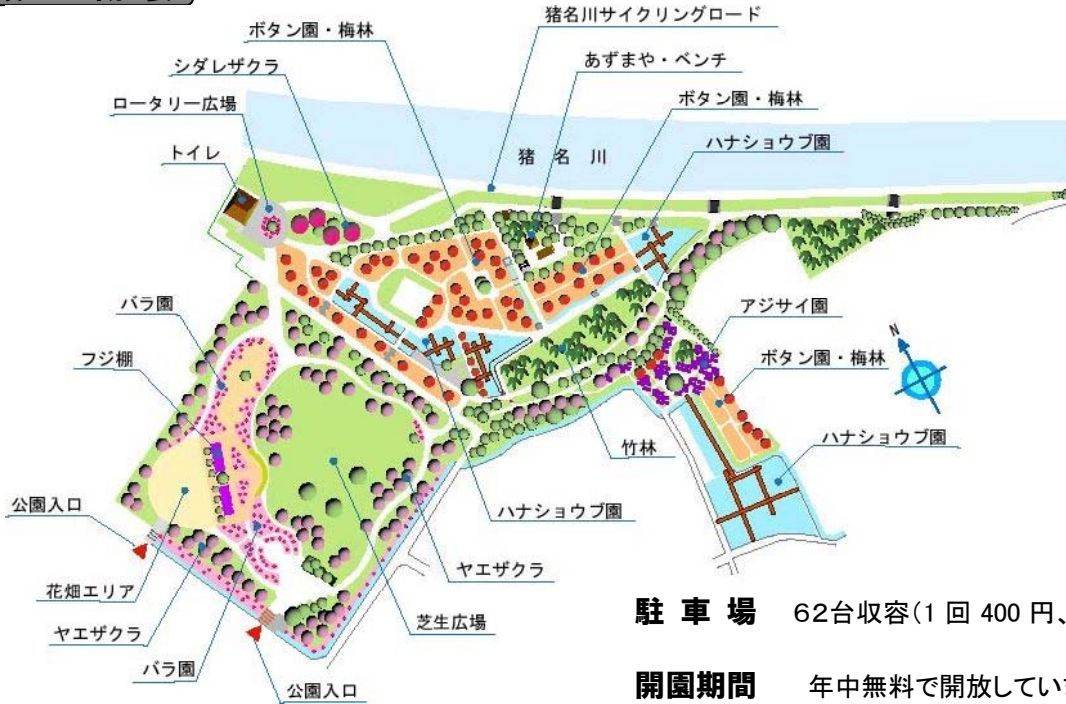 猪名川サイクリングロード
ボタン園・梅林
あずまや・ベンチ
シダレザクラ
ボタン園・梅林
ロータリー広場
ハナショウブ園
トイレ
猪名川
バラ園
アジサイ園
N
フジ棚
ボタン園・梅林
ハナショウブ園
竹林
公園入口
ハナショウブ園
ヤエザクラ
花畑エリア
芝生広場
ヤエザクラ
バラ園
公園入口
駐車場 62台収容(1回400円、
開園期間 年中無料で開放してい